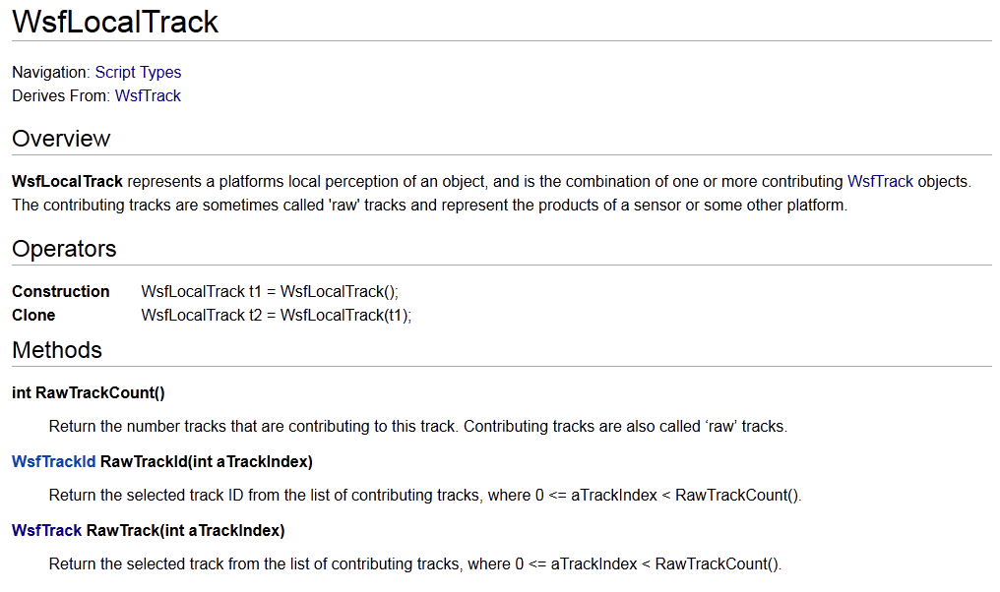 WsfLocalTrack
Navigation: Script Types
Derives From: WsfTrack
Overview
WsfLocalTrack represents a platforms local perception of an object, and is the combination of one or more contributing WsfTrack objects.
The contributing tracks are sometimes called 'raw' tracks and represent the products of a sensor or some other platform.
Operators
Construction WsfLocalTrack t1 = WsfLocalTrack();
Clone WsfLocalTrack t2 = WsfLocalTrack(t1);
Methods
int RawTrackCount()
Return the number tracks that are contributing to this track. Contributing tracks are also called ‘raw’ tracks.
WsfTrackId RawTrackId(int aTrackIndex)
Return the selected track ID from the list of contributing tracks, where 0 <= aTrackIndex < RawTrackCount().
WsfTrack RawTrack(int aTrackIndex)
Return the selected track from the list of contributing tracks, where 0 <= aTrackIndex < RawTrackCount().